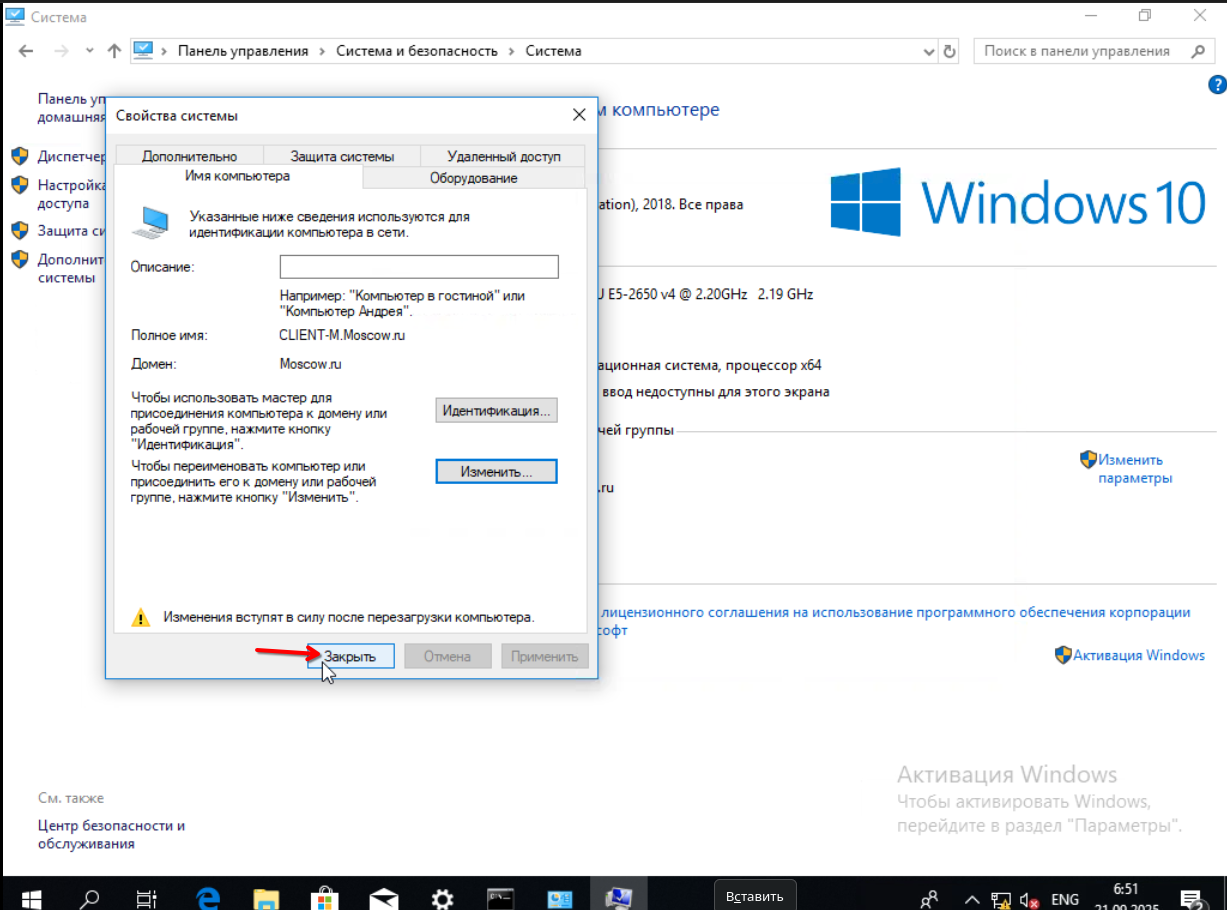 Система
Панель управления › Система и безопасность › Система
Поиск в панели управления
Панель уп
домашняя
Диспетчер
Настройка
доступа
Защита си
Дополнит
системы
м компьютере
ation), 2018. Все права
Windows 10
U E5-2650 v4 @ 2.20GHz 2.19 GHz
ационная система, процессор x64
ввод недоступны для этого экрана
чей группы
.ru
Изменить
параметры
лицензионного соглашения на использование программного обеспечения корпорации
софт
Активация Windows
Свойства системы
Дополнительно
Защита системы
Удаленный доступ
Имя компьютера
Оборудование
Указанные ниже сведения используются для
идентификации компьютера в сети.
Описание:
Например: "Компьютер в гостиной" или
"Компьютер Андрея".
Полное имя: CLIENT-M.Moscow.ru
Домен: Moscow.ru
Чтобы использовать мастер для
присоединения компьютера к домену или
рабочей группе, нажмите кнопку
"Идентификация".
Идентификация...
Чтобы переименовать компьютер или
присоединить его к домену или рабочей
группе, нажмите кнопку "Изменить".
Изменить...
Изменения вступят в силу после перезагрузки компьютера.
Закрыть
Отмена
Применить
См. также
Центр безопасности и
обслуживания
Активация Windows
Чтобы активировать Windows,
перейдите в раздел "Параметры".
Вставить
ENG
6:51
21.09.2025